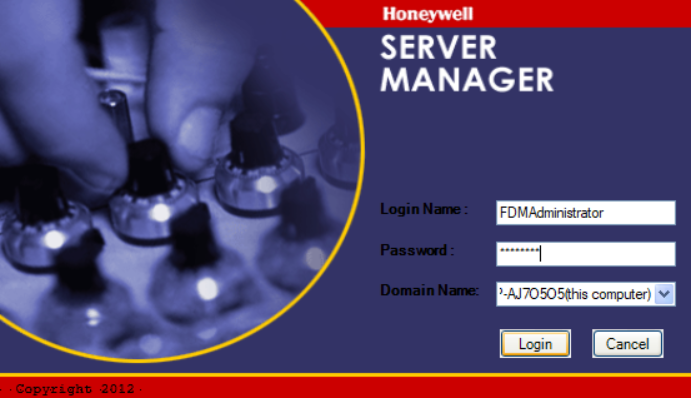 Honeywell
SERVER
MANAGER
Login Name :
FDMAdministrator
Password :
********
Domain Name:
-AJ7O5O5(this computer)
Login
Cancel
Copyright 2012